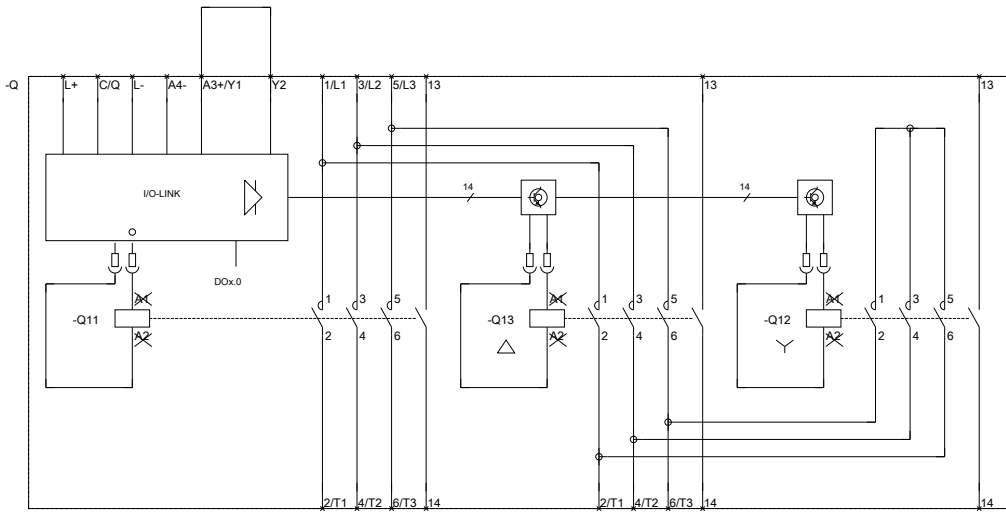 -Q L+ C/Q L- A4- A3+/Y1 Y2 1/L1 3/L2 5/L3 13 13 13
I/O-LINK 14 14
DOx.0
A1 1 3 5 A1 1 3 5 A1 1 3 5
-Q11 -Q13 -Q12
A2 2 4 6 A2 2 4 6 A2 2 4 6
2/T1 4/T2 6/T3 14 2/T1 4/T2 6/T3 14 14